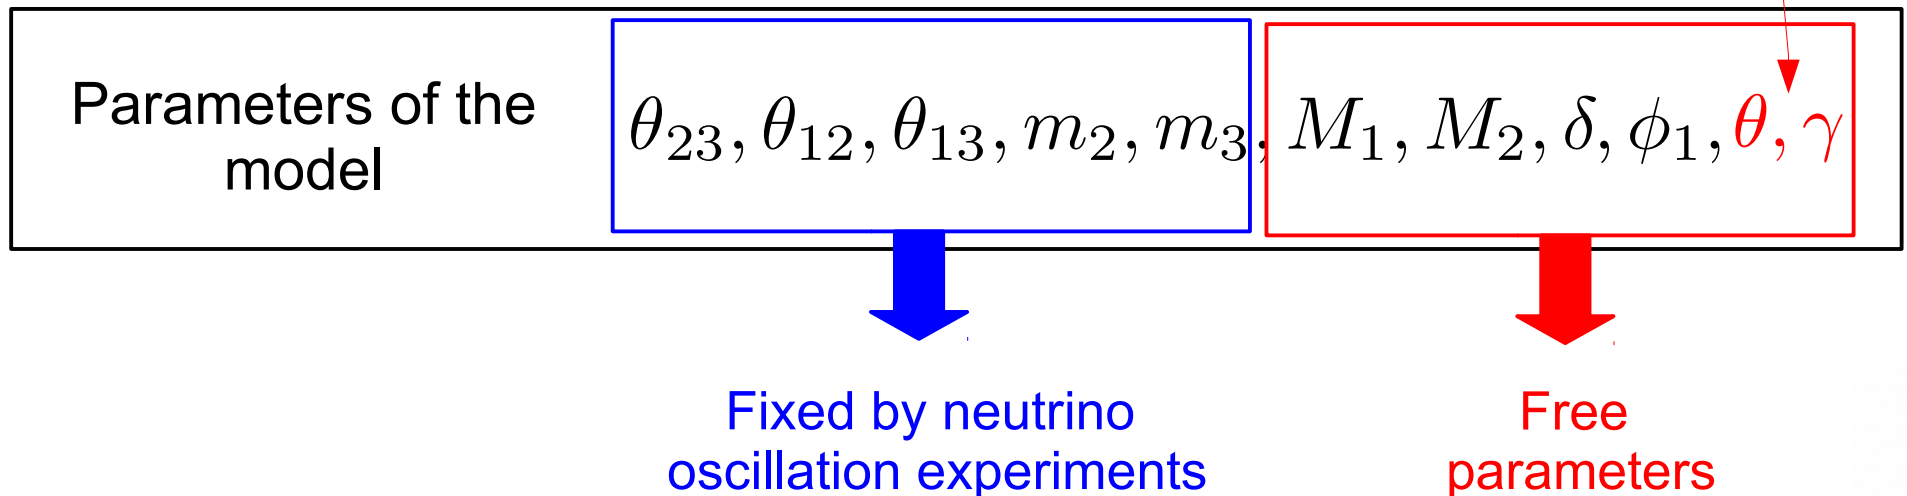 Parameters of the
model
θ₂₃, θ₁₂, θ₁₃, m₂, m₃, M₁, M₂, δ, ϕ₁, θ, γ
Fixed by neutrino
oscillation experiments
Free
parameters